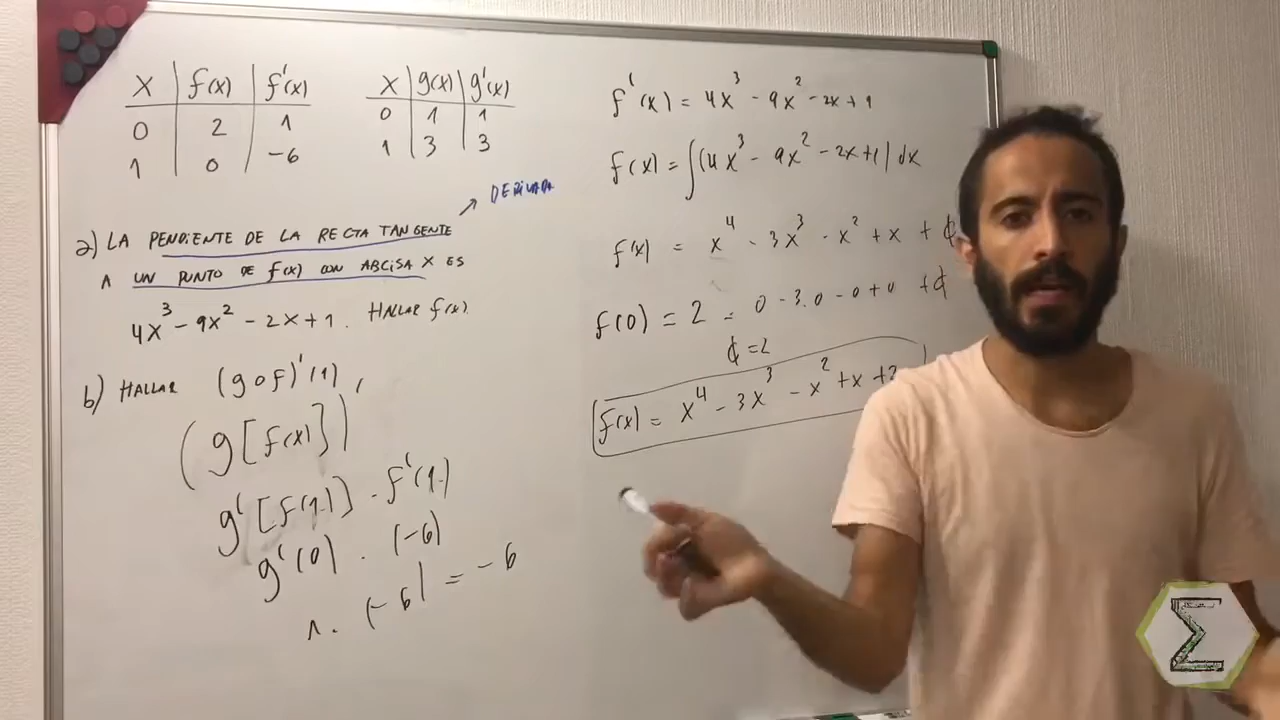 x | f(x) | f'(x)
0 | 2 | 1
1 | 0 | -6
x | g(x) | g'(x)
0 | 1 | 1
1 | 3 | 3
a) LA PENDIENTE DE LA RECTA TANGENTE → DERIVADA
A UN PUNTO DE f(x) CON ABCISA X ES
4x³ - 9x² - 2x + 1. HALLAR f(x).
b) HALLAR (g o f)'(1)
(g[f(x)])'
g'[f(1)] · f'(1)
g'(0) · (-6)
1 · (-6) = -6
f'(x) = 4x³ - 9x² - 2x + 1
f(x) = ∫(4x³ - 9x² - 2x + 1) dx
f(x) = x⁴ - 3x³ - x² + x + ₵
f(0) = 2 = 0 - 3.0 - 0 + 0 + ₵
₵ = 2
f(x) = x⁴ - 3x³ - x² + x + 2
Σ